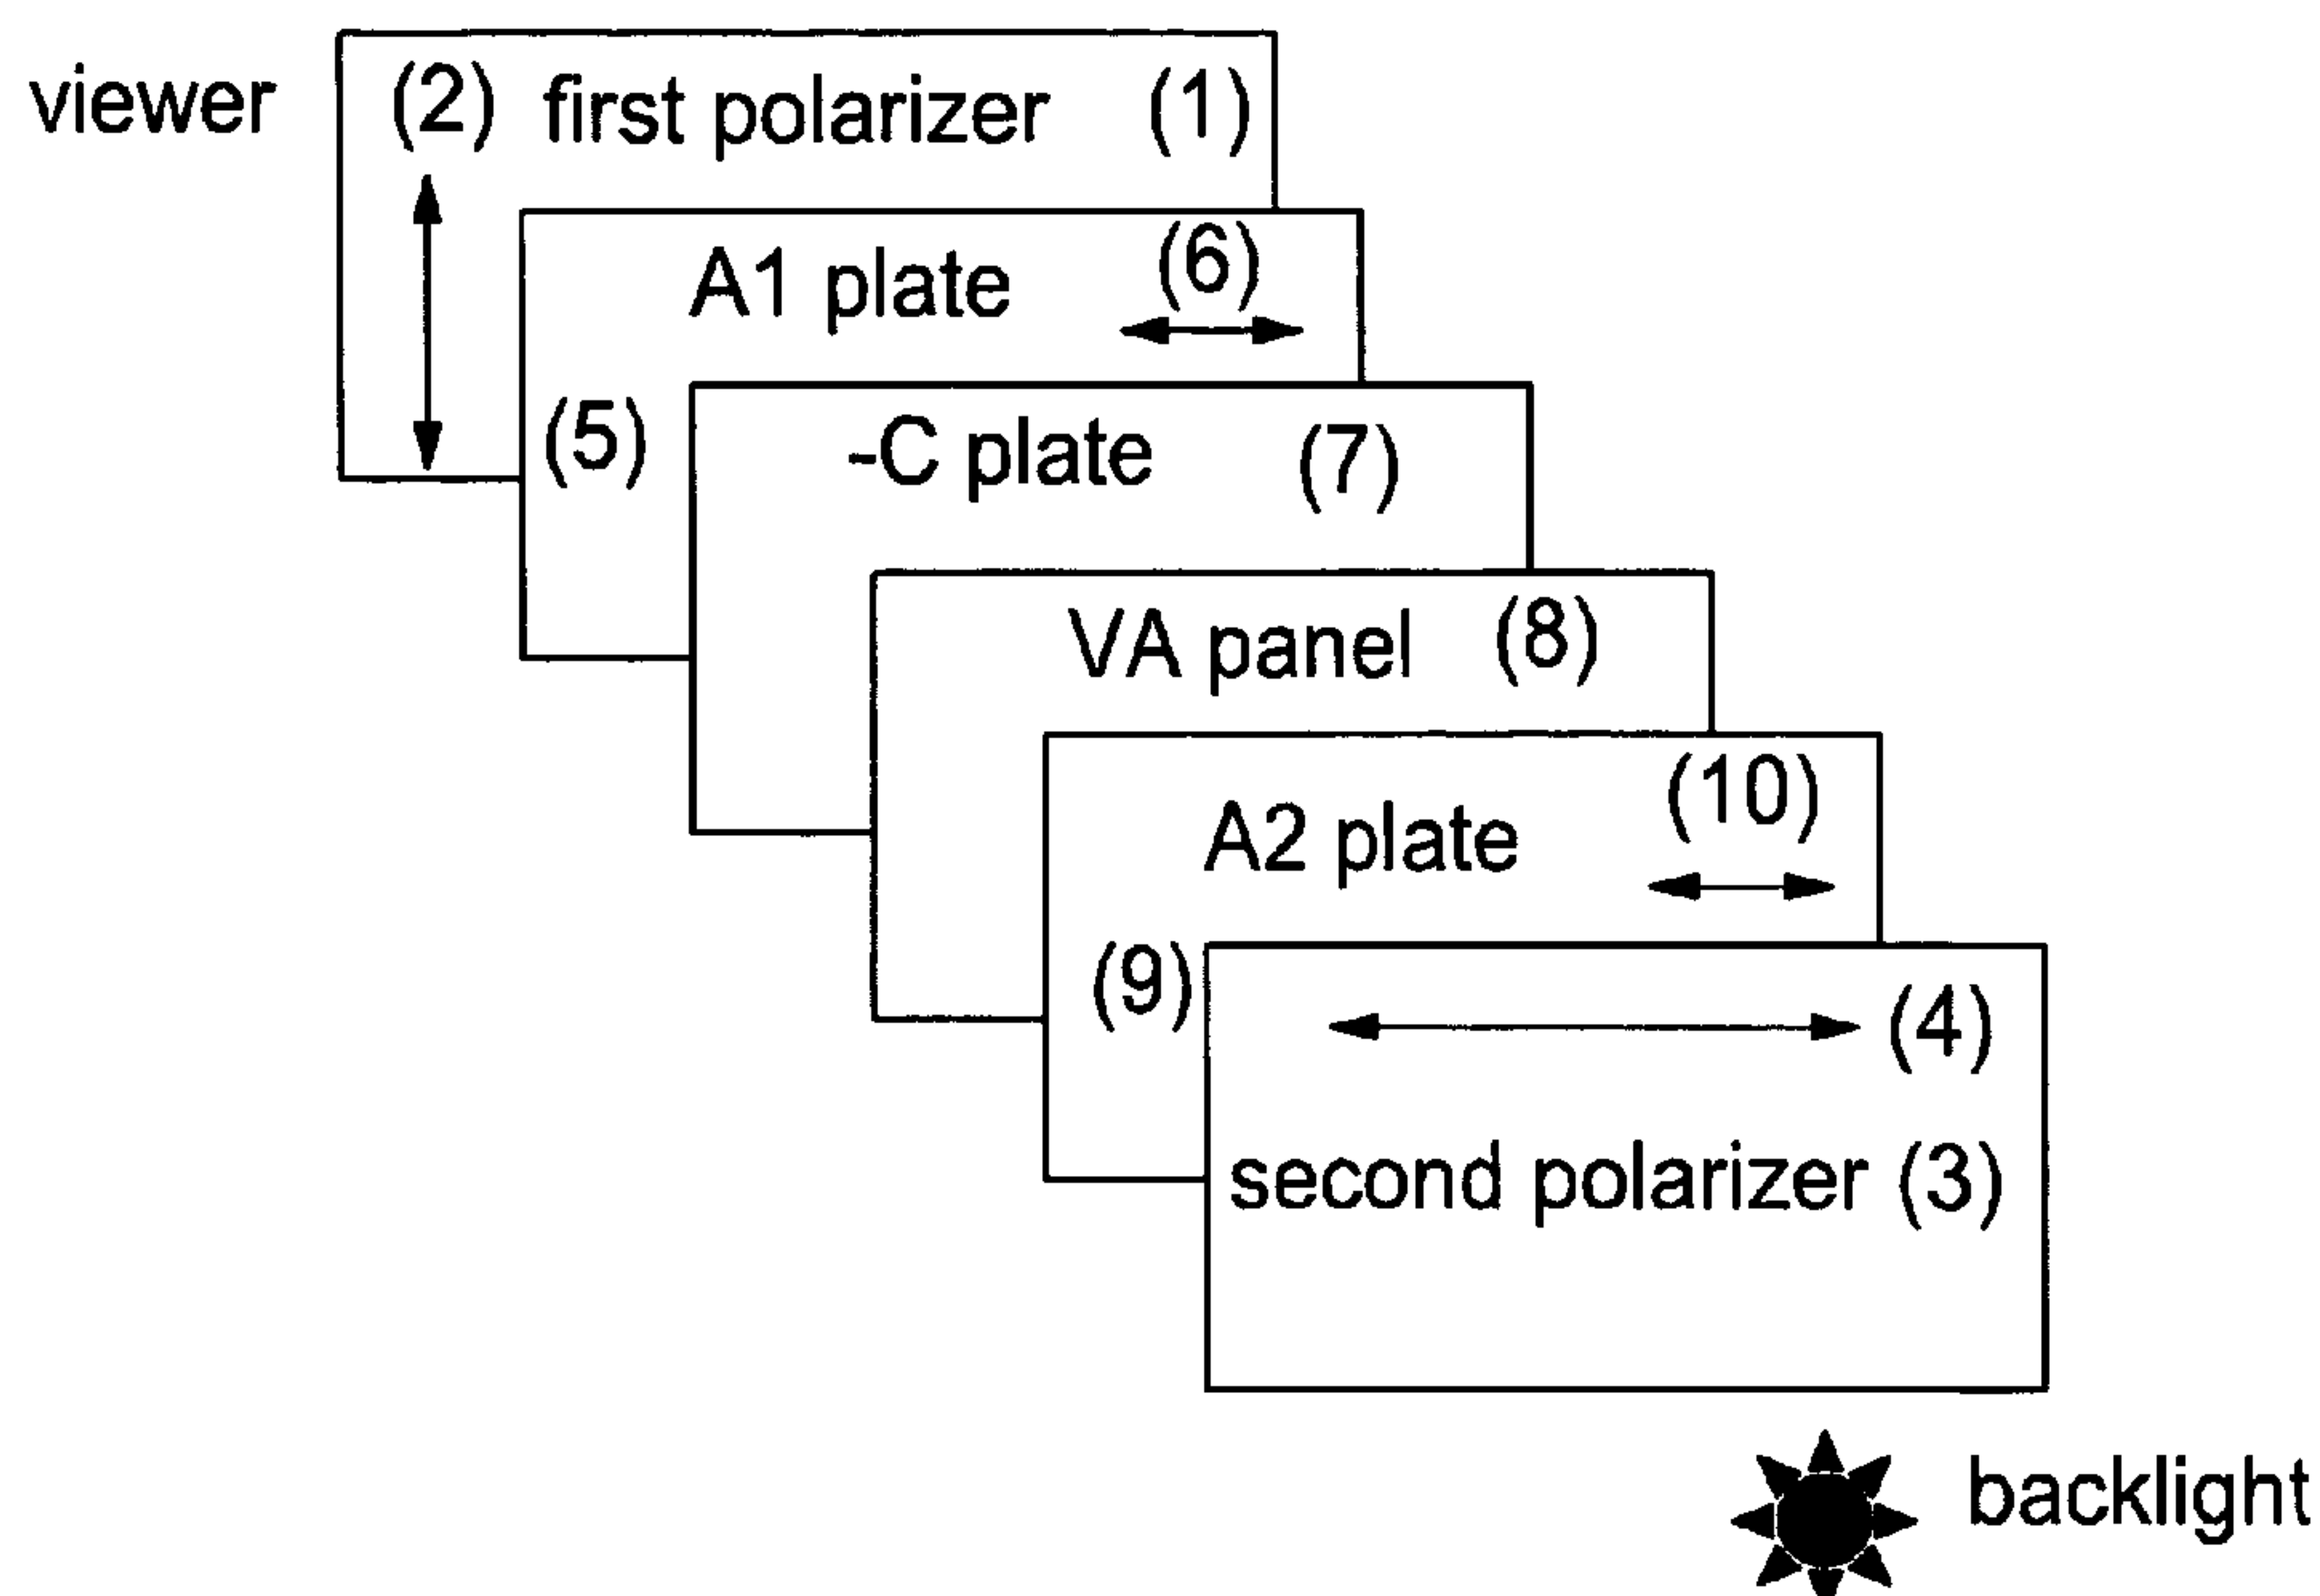 viewer
(2) first polarizer (1)
A1 plate (6)
(5) -C plate (7)
VA panel (8)
A2 plate (10)
(9) (4)
second polarizer (3)
backlight